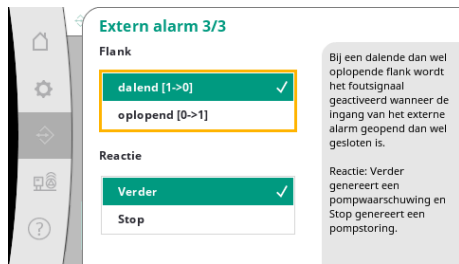 Extern alarm 3/3
Flank
dalend [1->0]
oplopend [0->1]
Reactie
Verder
Stop
Bij een dalende dan wel
oplopende flank wordt
het foutsignaal
geactiveerd wanneer de
ingang van het externe
alarm geopend dan wel
gesloten is.
Reactie: Verder
genereert een
pompwaarschuwing en
Stop genereert een
pompstoring.